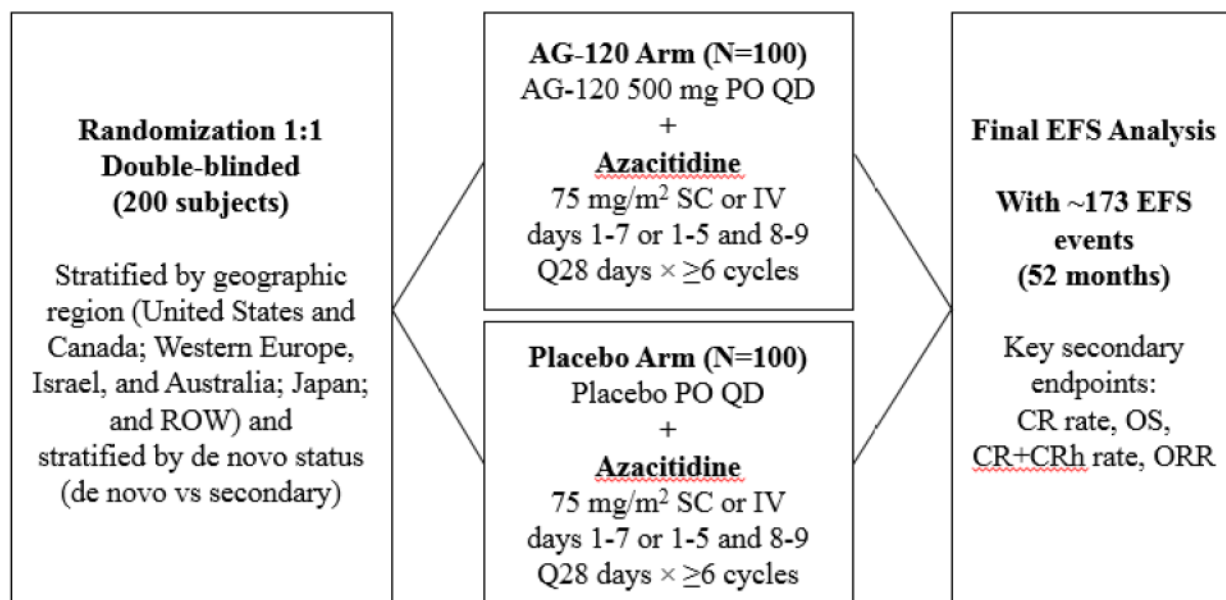 Randomization 1:1
Double-blinded
(200 subjects)
Stratified by geographic
region (United States and
Canada; Western Europe,
Israel, and Australia; Japan;
and ROW) and
stratified by de novo status
(de novo vs secondary)
AG-120 Arm (N=100)
AG-120 500 mg PO QD
+
Azacitidine
75 mg/m² SC or IV
days 1-7 or 1-5 and 8-9
Q28 days × ≥6 cycles
Placebo Arm (N=100)
Placebo PO QD
+
Azacitidine
75 mg/m² SC or IV
days 1-7 or 1-5 and 8-9
Q28 days × ≥6 cycles
Final EFS Analysis
With ~173 EFS
events
(52 months)
Key secondary
endpoints:
CR rate, OS,
CR+CRh rate, ORR